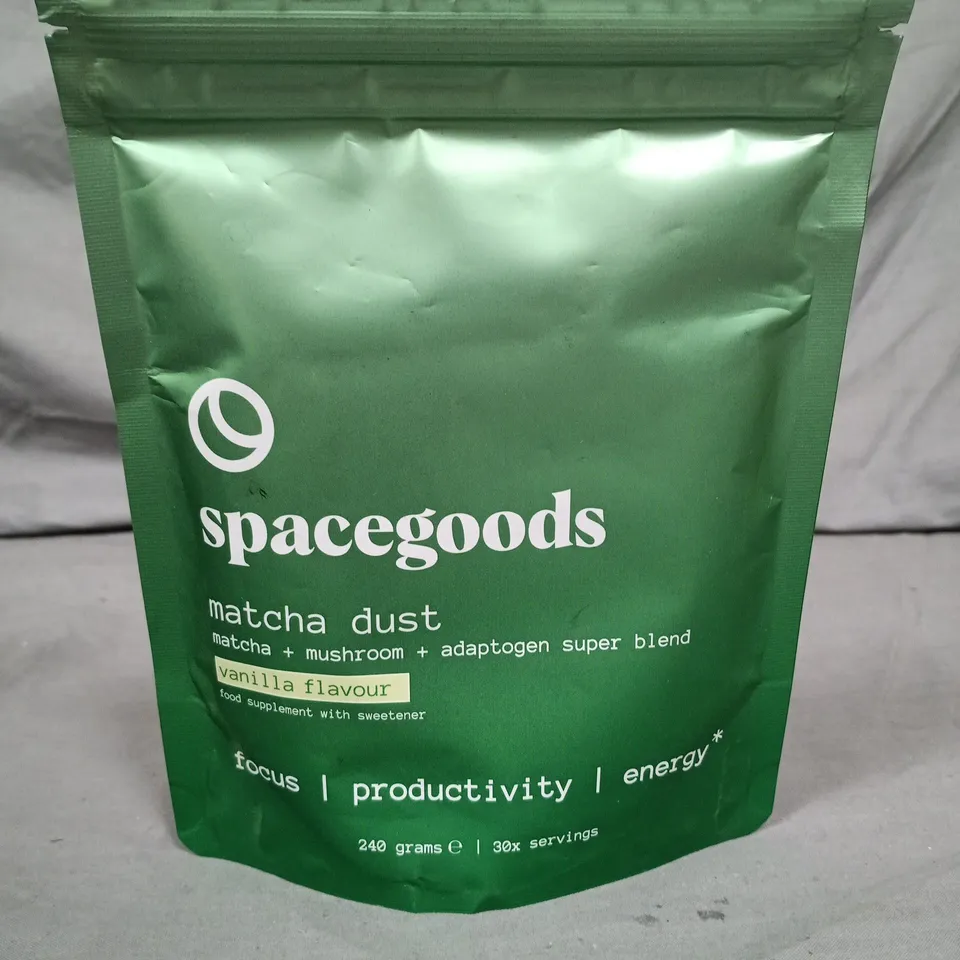 spacegoods
matcha dust
matcha + mushroom + adaptogen super blend
vanilla flavour
food supplement with sweetener
focus | productivity | energy*
240 grams ℮ | 30x servings